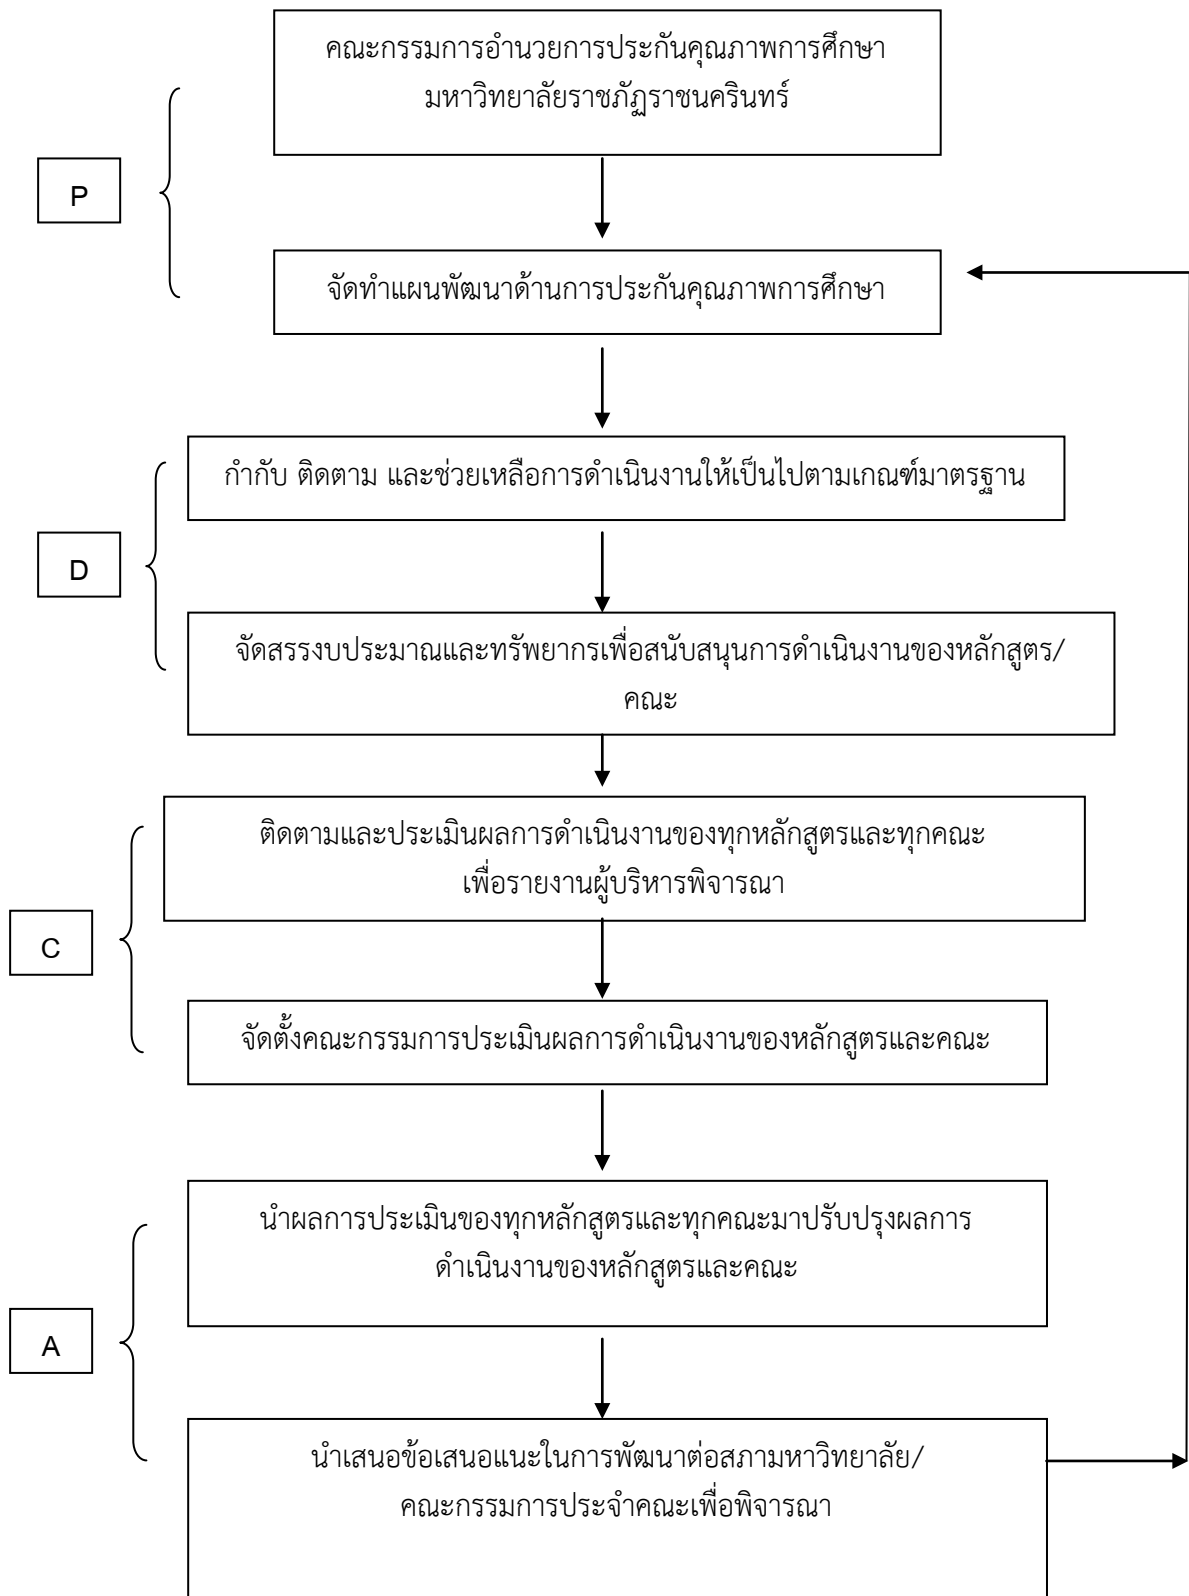 คณะกรรมการอำนวยการประกันคุณภาพการศึกษา
มหาวิทยาลัยราชภัฏราชนครินทร์
P
จัดทำแผนพัฒนาด้านการประกันคุณภาพการศึกษา
กำกับ ติดตาม และช่วยเหลือการดำเนินงานให้เป็นไปตามเกณฑ์มาตรฐาน
D
จัดสรรงบประมาณและทรัพยากรเพื่อสนับสนุนการดำเนินงานของหลักสูตร/
คณะ
ติดตามและประเมินผลการดำเนินงานของทุกหลักสูตรและทุกคณะ
เพื่อรายงานผู้บริหารพิจารณา
C
จัดตั้งคณะกรรมการประเมินผลการดำเนินงานของหลักสูตรและคณะ
นำผลการประเมินของทุกหลักสูตรและทุกคณะมาปรับปรุงผลการ
ดำเนินงานของหลักสูตรและคณะ
A
นำเสนอข้อเสนอแนะในการพัฒนาต่อสภามหาวิทยาลัย/
คณะกรรมการประจำคณะเพื่อพิจารณา